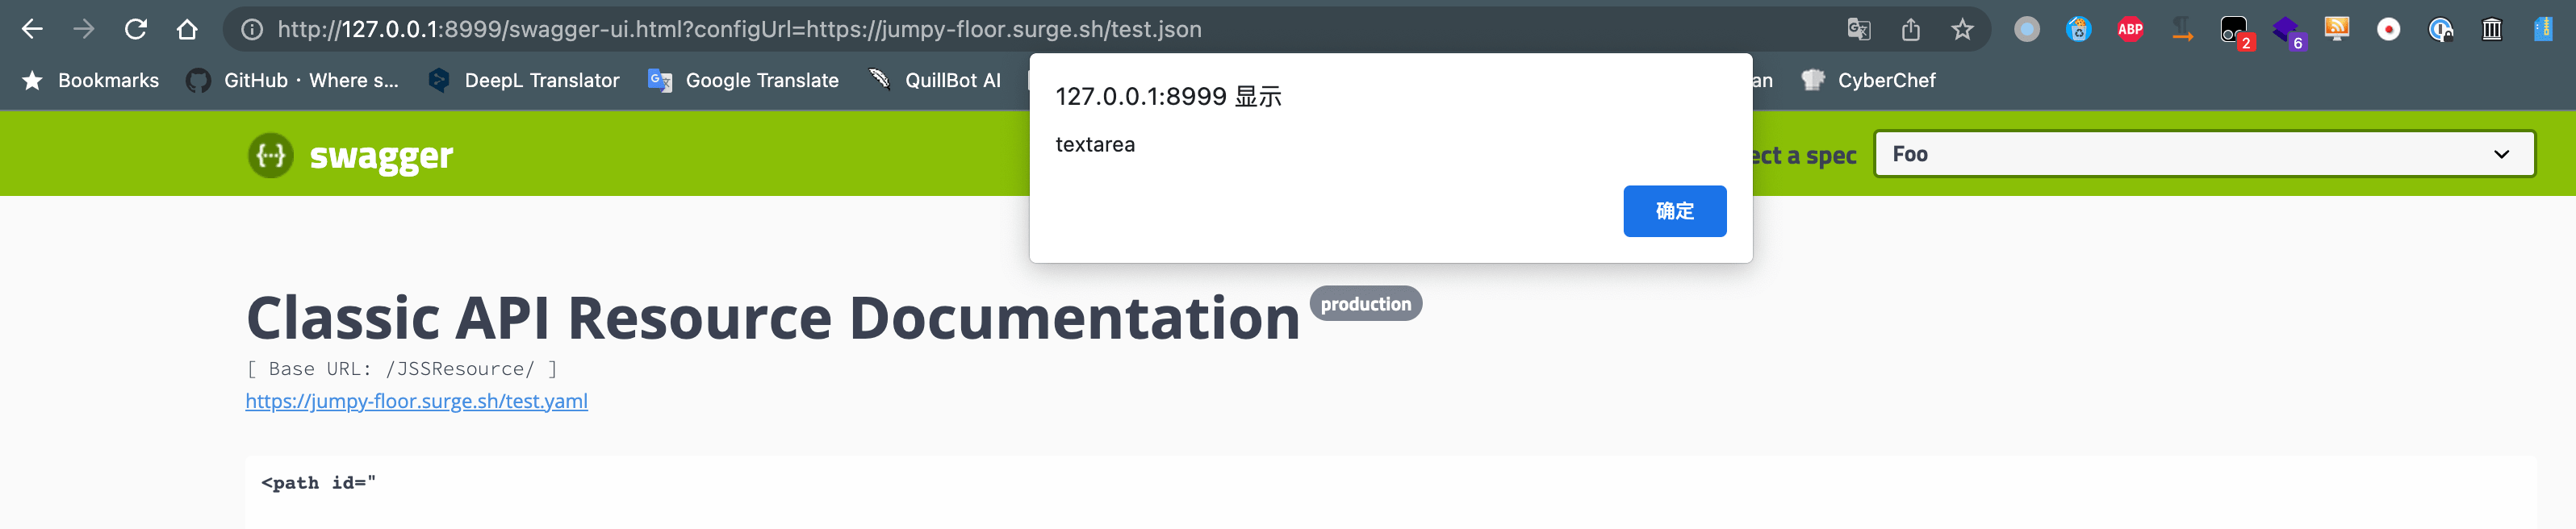 http://127.0.0.1:8999/swagger-ui.html?configUrl=https://jumpy-floor.surge.sh/test.json
ABP
2
6
Bookmarks
GitHub · Where s...
DeepL Translator
Google Translate
QuillBot AI
an
CyberChef
127.0.0.1:8999 显示
textarea
确定
{...} swagger
ect a spec
Foo
Classic API Resource Documentation
production
[ Base URL: /JSSResource/ ]
https://jumpy-floor.surge.sh/test.yaml
<path id="